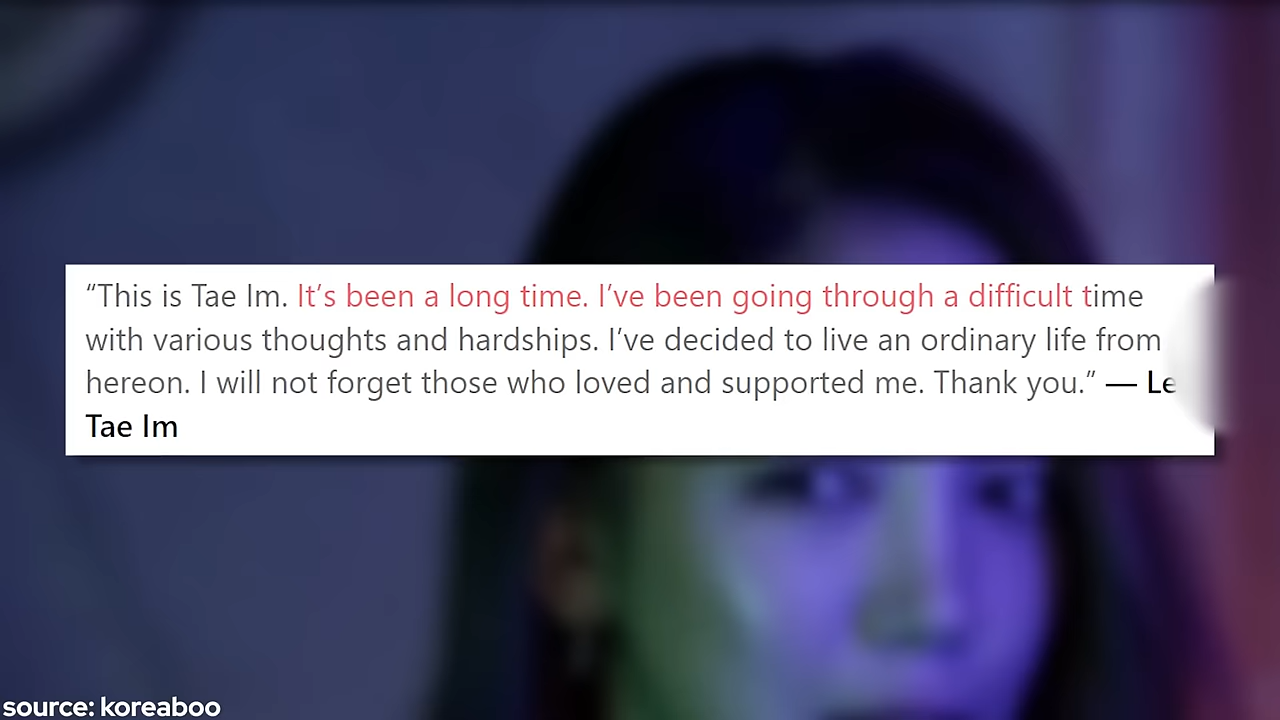 “This is Tae Im. It’s been a long time. I’ve been going through a difficult time
with various thoughts and hardships. I’ve decided to live an ordinary life from
hereon. I will not forget those who loved and supported me. Thank you.” — Le
Tae Im
source: koreaboo